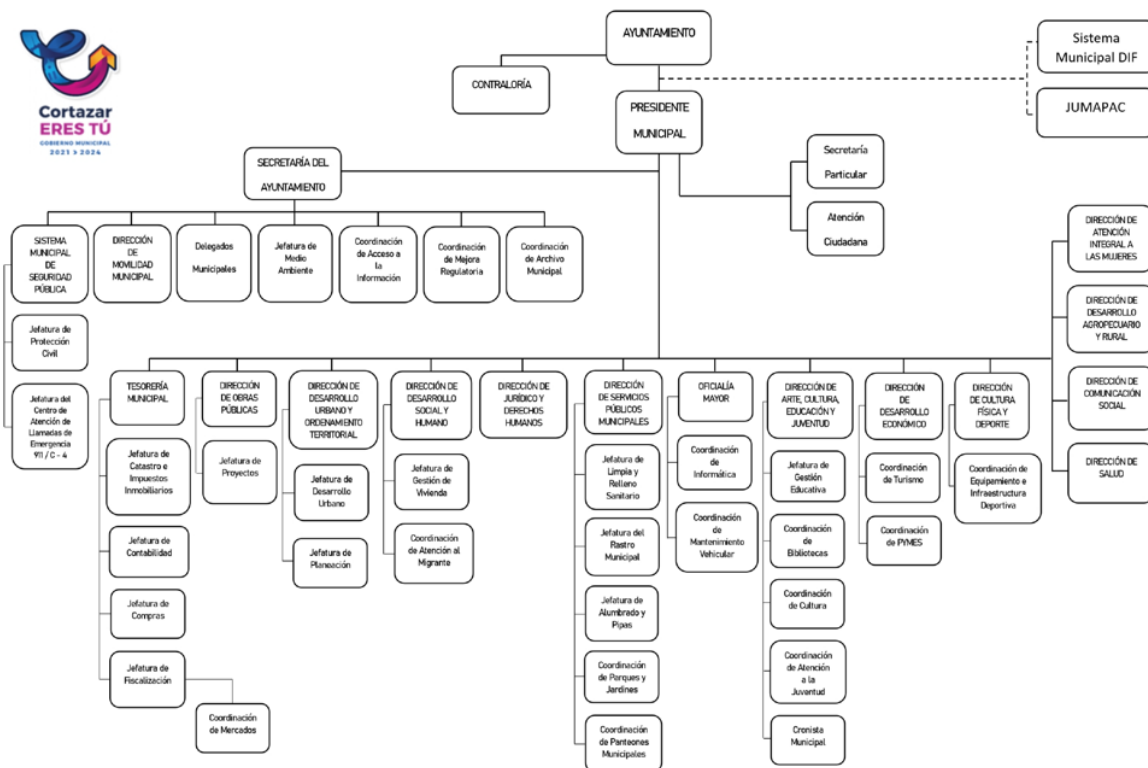 Cortazar
ERES TÚ
GOBIERNO MUNICIPAL
2021 > 2024
AYUNTAMIENTO
CONTRALORÍA
PRESIDENTE
MUNICIPAL
Sistema
Municipal DIF
JUMAPAC
SECRETARÍA DEL
AYUNTAMIENTO
Secretaría
Particular
Atención
Ciudadana
SISTEMA
MUNICIPAL
DE
SEGURIDAD
PÚBLICA
DIRECCIÓN
DE
MOVILIDAD
MUNICIPAL
Delegados
Municipales
Jefatura de
Medio
Ambiente
Coordinación
de Acceso a
la
Información
Coordinación
de Mejora
Regulatoria
Coordinación
de Archivo
Municipal
Jefatura de
Protección
Civil
Jefatura del
Centro de
Atención de
Llamadas de
Emergencia
911 / C - 4
DIRECCIÓN DE
ATENCIÓN
INTEGRAL A
LAS MUJERES
DIRECCIÓN DE
DESARROLLO
AGROPECUARIO
Y RURAL
DIRECCIÓN DE
COMUNICACIÓN
SOCIAL
DIRECCIÓN DE
SALUD
TESORERÍA
MUNICIPAL
Jefatura de
Catastro e
Impuestos
Inmobiliarios
Jefatura de
Contabilidad
Jefatura de
Compras
Jefatura de
Fiscalización
Coordinación
de Mercados
DIRECCIÓN
DE OBRAS
PÚBLICAS
Jefatura de
Proyectos
DIRECCIÓN DE
DESARROLLO
URBANO Y
ORDENAMIENTO
TERRITORIAL
Jefatura de
Desarrollo
Urbano
Jefatura de
Planeación
DIRECCIÓN DE
DESARROLLO
SOCIAL Y
HUMANO
Jefatura de
Gestión de
Vivienda
Coordinación
de Atención al
Migrante
DIRECCIÓN DE
JURÍDICO Y
DERECHOS
HUMANOS
DIRECCIÓN
DE SERVICIOS
PÚBLICOS
MUNICIPALES
Jefatura de
Limpia y
Relleno
Sanitario
Jefatura del
Rastro
Municipal
Jefatura de
Alumbrado y
Pipas
Coordinación
de Parques y
Jardines
Coordinación
de Panteones
Municipales
OFICIALÍA
MAYOR
Coordinación
de
Informática
Coordinación
de
Mantenimiento
Vehicular
DIRECCIÓN DE
ARTE, CULTURA,
EDUCACIÓN Y
JUVENTUD
Jefatura de
Gestión
Educativa
Coordinación
de
Bibliotecas
Coordinación
de Cultura
Coordinación
de Atención
a la
Juventud
Cronista
Municipal
DIRECCIÓN
DE
DESARROLLO
ECONÓMICO
Coordinación
de Turismo
Coordinación
de PYMES
DIRECCIÓN
DE CULTURA
FÍSICA Y
DEPORTE
Coordinación de
Equipamiento e
Infraestructura
Deportiva